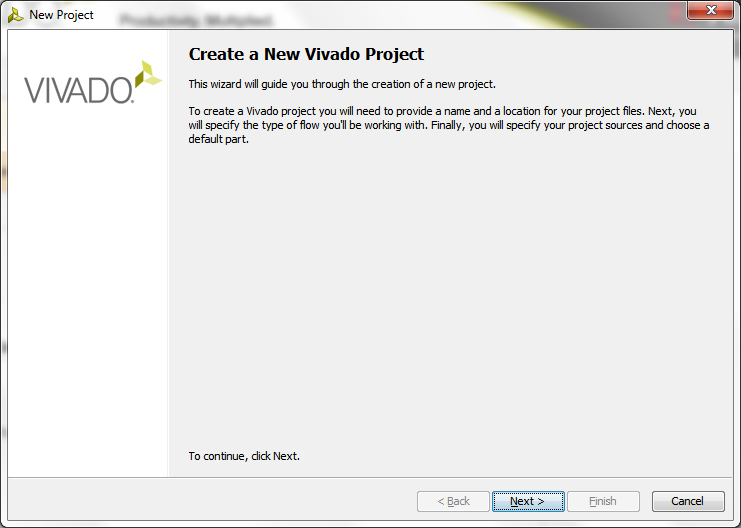 New Project
Productivity. Multiplied.
Create a New Vivado Project
VIVADO.
This wizard will guide you through the creation of a new project.
To create a Vivado project you will need to provide a name and a location for your project files. Next, you
will specify the type of flow you'll be working with. Finally, you will specify your project sources and choose a
default part.
To continue, click Next.
< Back
Next >
Finish
Cancel